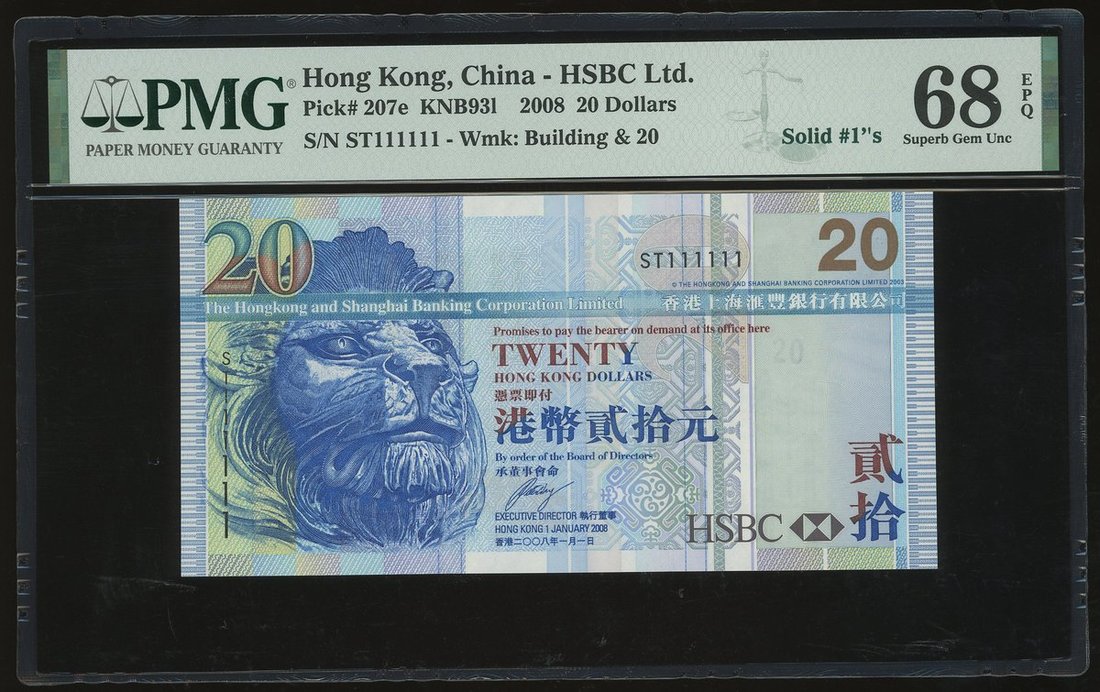 PMG®
PAPER MONEY GUARANTY
Hong Kong, China - HSBC Ltd.
Pick# 207e KNB93l 2008 20 Dollars
S/N ST111111 - Wmk: Building & 20
Solid #1"s
68
EPQ
Superb Gem Unc
20
ST111111
20
© THE HONGKONG AND SHANGHAI BANKING CORPORATION LIMITED 2003
The Hongkong and Shanghai Banking Corporation Limited 香港上海滙豐銀行有限公司
Promises to pay the bearer on demand at its office here
TWENTY
HONG KONG DOLLARS
憑票即付
港幣貳拾元
By order of the Board of Directors
承董事會命
EXECUTIVE DIRECTOR 執行董事
HONG KONG 1 JANUARY 2008
香港二〇〇八年一月一日
ST111111
20
貳拾
HSBC